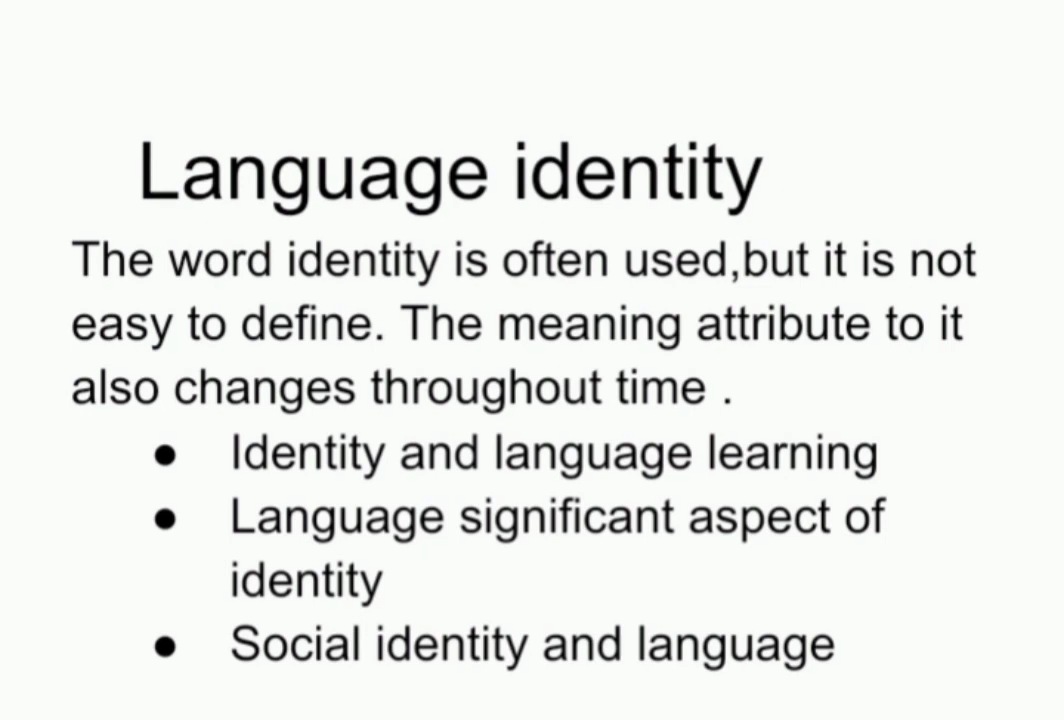 Language identity
The word identity is often used,but it is not
easy to define. The meaning attribute to it
also changes throughout time .
● Identity and language learning
● Language significant aspect of
identity
● Social identity and language